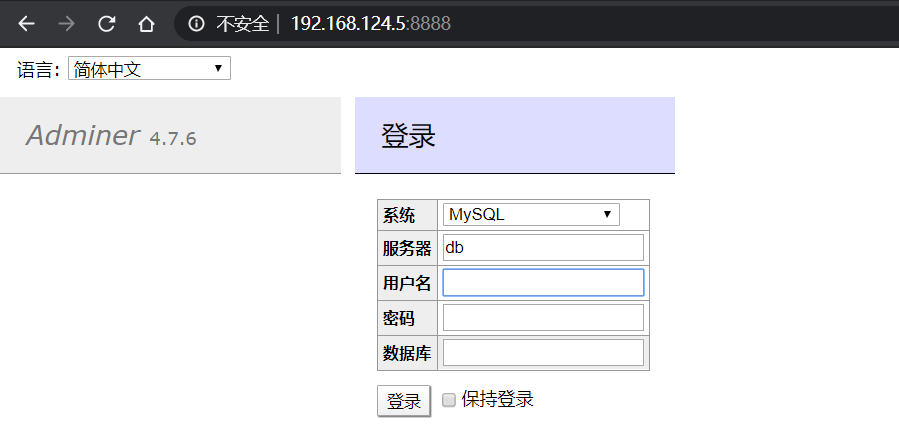 不安全 | 192.168.124.5:8888
语言: 简体中文
Adminer 4.7.6
登录
系统 MySQL
服务器 db
用户名
密码
数据库
登录 保持登录